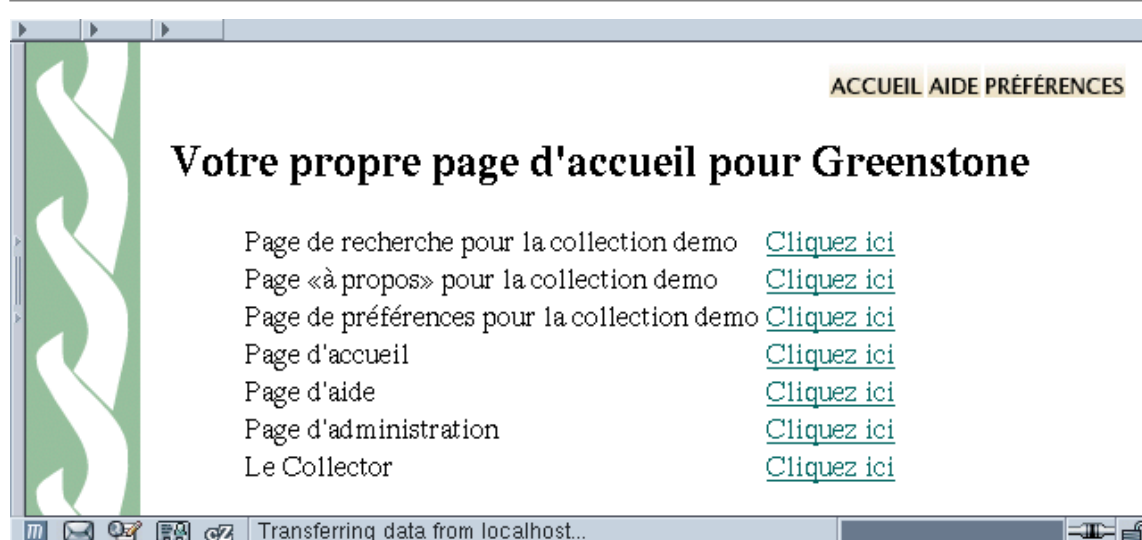 ACCUEIL AIDE PRÉFÉRENCES
Votre propre page d'accueil pour Greenstone
Page de recherche pour la collection demo Cliquez ici
Page «à propos» pour la collection demo Cliquez ici
Page de préférences pour la collection demo Cliquez ici
Page d'accueil Cliquez ici
Page d'aide Cliquez ici
Page d'administration Cliquez ici
Le Collector Cliquez ici
Transferring data from localhost...